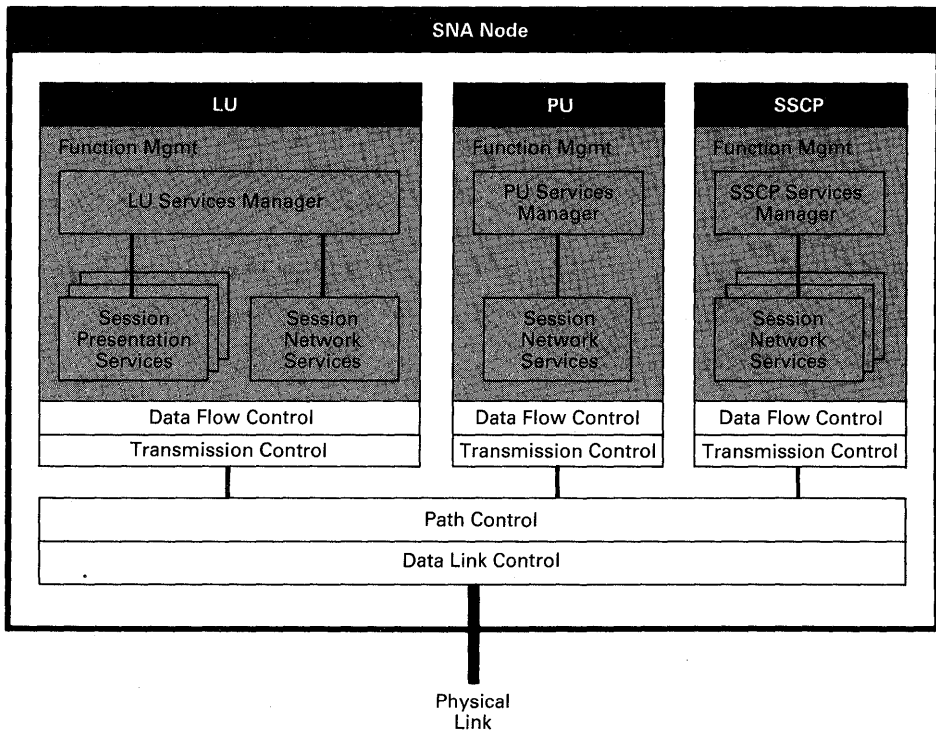 SNA Node
LU
Function Mgmt
LU Services Manager
Session
Presentation
Services
Session
Network
Services
Data Flow Control
Transmission Control
PU
Function Mgmt
PU Services
Manager
Session
Network
Services
Data Flow Control
Transmission Control
SSCP
Function Mgmt
SSCP Services
Manager
Session
Network
Services
Data Flow Control
Transmission Control
Path Control
Data Link Control
Physical
Link